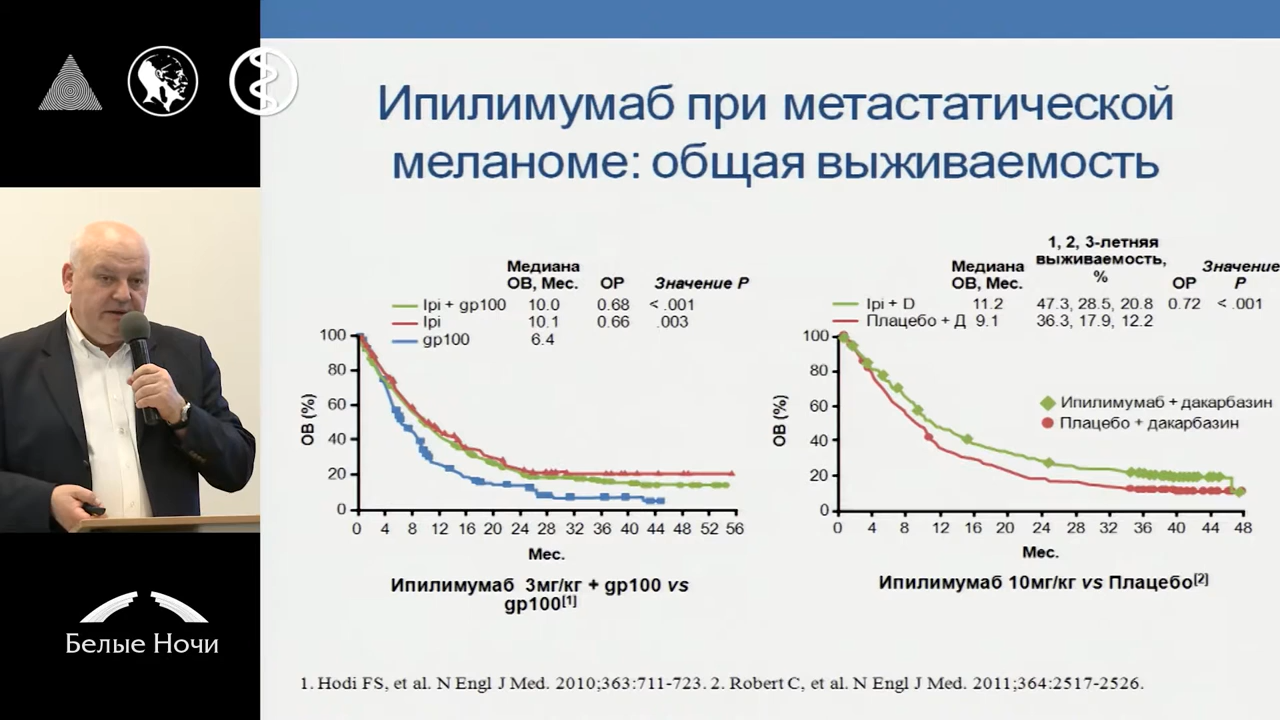 Ипилимумаб при метастатической
меланоме: общая выживаемость
Медиана
ОВ, Мес. ОР Значение P
Ipi + gp100 10.0 0.68 < .001
Ipi 10.1 0.66 .003
gp100 6.4
100
80
60
40
20
0
ОВ (%)
0 4 8 12 16 20 24 28 32 36 40 44 48 52 56
Мес.
Ипилимумаб 3мг/кг + gp100 vs
gp100[1]
1, 2, 3-летняя
выживаемость,
%
Медиана
ОВ, Мес. ОР Значение
P
Ipi + D 11.2 47.3, 28.5, 20.8 0.72 < .001
Плацебо + Д 9.1 36.3, 17.9, 12.2
100
80
60
40
20
0
ОВ (%)
Ипилимумаб + дакарбазин
Плацебо + дакарбазин
0 4 8 12 16 20 24 28 32 36 40 44 48
Мес.
Ипилимумаб 10мг/кг vs Плацебо[2]
1. Hodi FS, et al. N Engl J Med. 2010;363:711-723. 2. Robert C, et al. N Engl J Med. 2011;364:2517-2526.
Белые Ночи